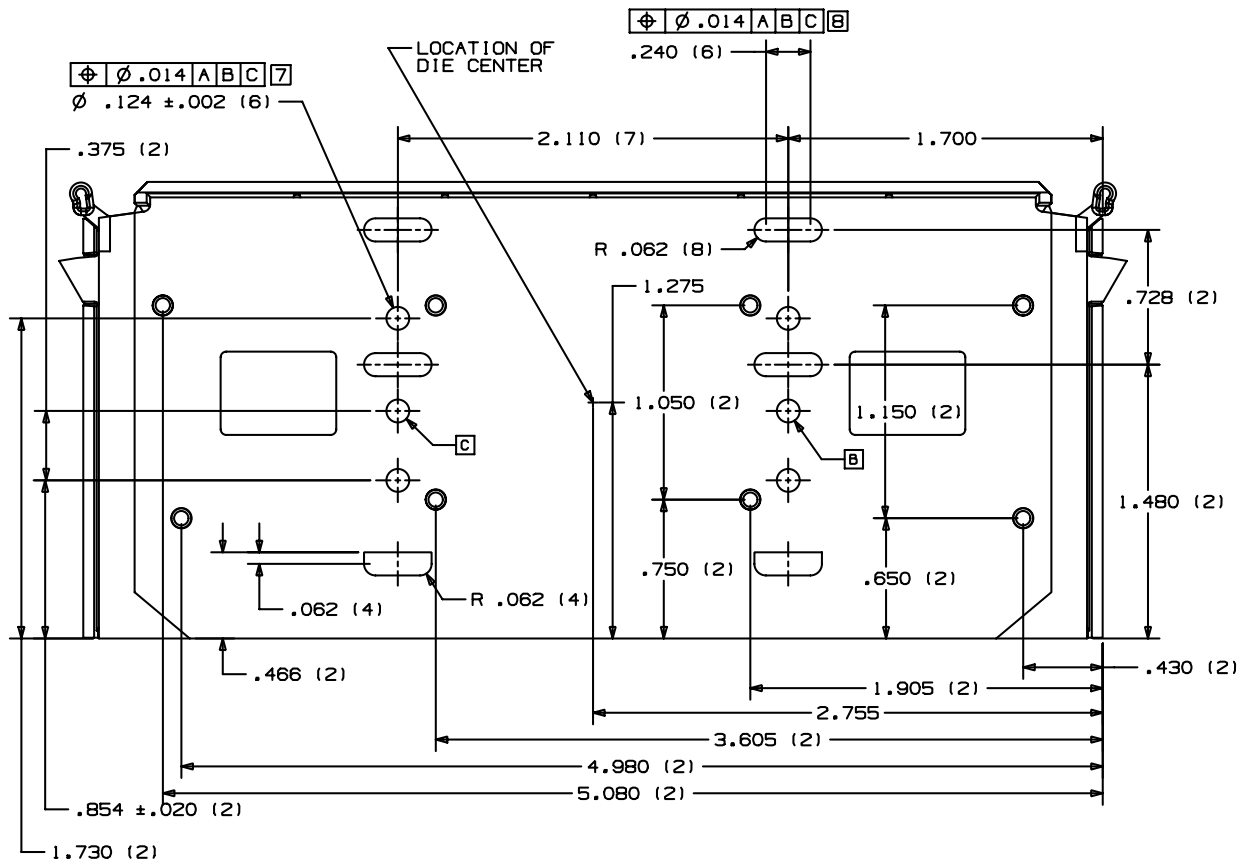 ⌖ Ø .014 A B C 8
.240 (6)
LOCATION OF
DIE CENTER
⌖ Ø .014 A B C 7
Ø .124 ±.002 (6)
.375 (2)
2.110 (7)
1.700
R .062 (8)
1.275
.728 (2)
1.050 (2)
1.150 (2)
C
B
1.480 (2)
.750 (2)
.650 (2)
.062 (4)
R .062 (4)
.466 (2)
.430 (2)
1.905 (2)
2.755
3.605 (2)
4.980 (2)
5.080 (2)
.854 ±.020 (2)
1.730 (2)